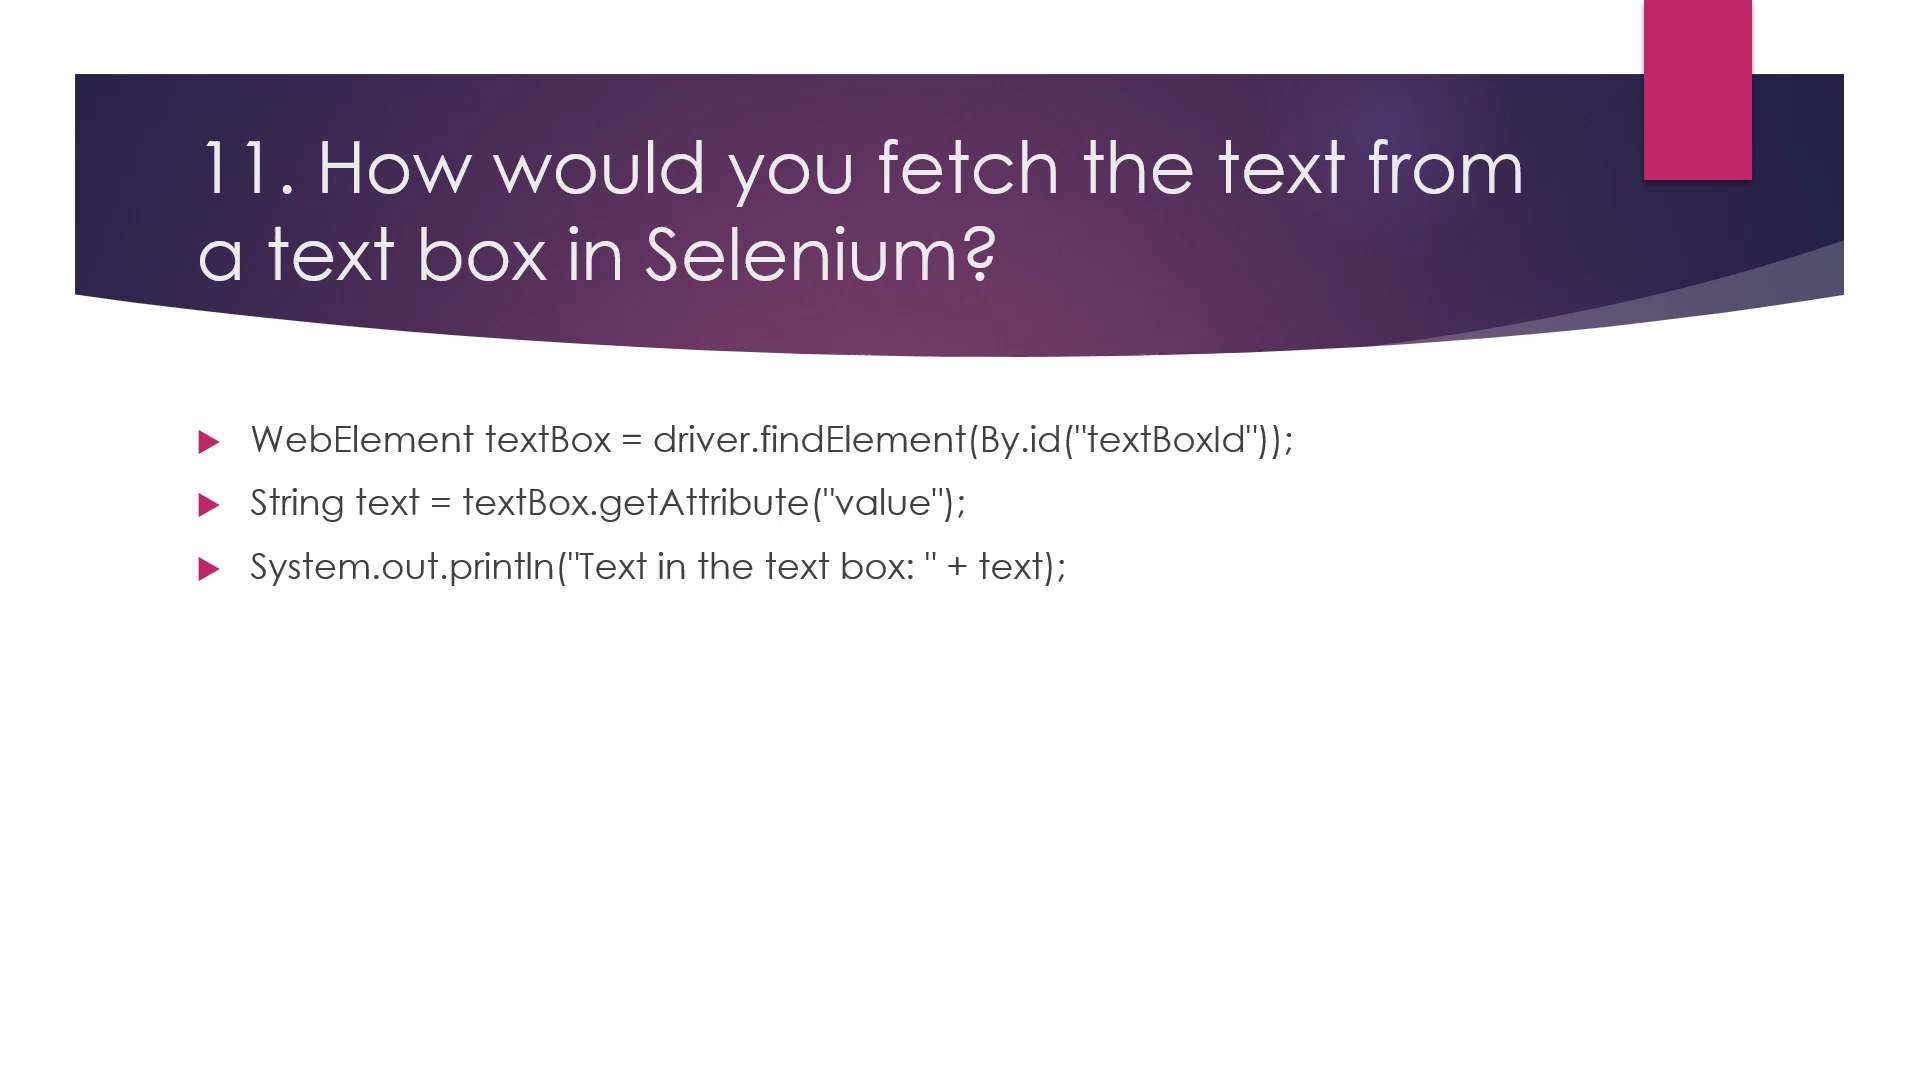 11. How would you fetch the text from
a text box in Selenium?
WebElement textBox = driver.findElement(By.id("textBoxId"));
String text = textBox.getAttribute("value");
System.out.println("Text in the text box: " + text);